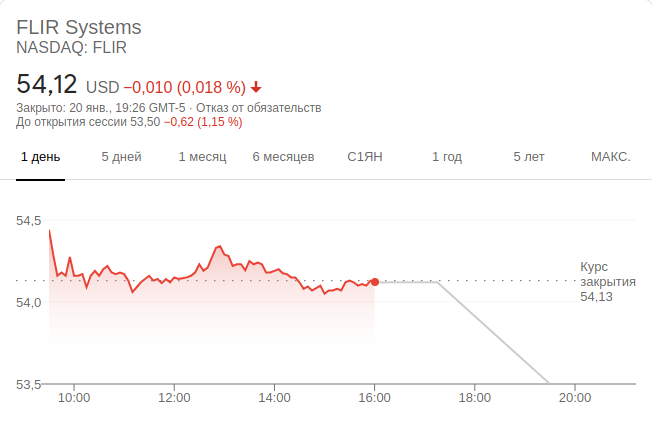 FLIR Systems
NASDAQ: FLIR
54,12 USD −0,010 (0,018 %)
Закрыто: 20 янв., 19:26 GMT-5 · Отказ от обязательств
До открытия сессии 53,50 −0,62 (1,15 %)
1 день 5 дней 1 месяц 6 месяцев С1ЯН 1 год 5 лет МАКС.
54,5
Курс
закрытия
54,13
54,0
53,5
10:00 12:00 14:00 16:00 18:00 20:00